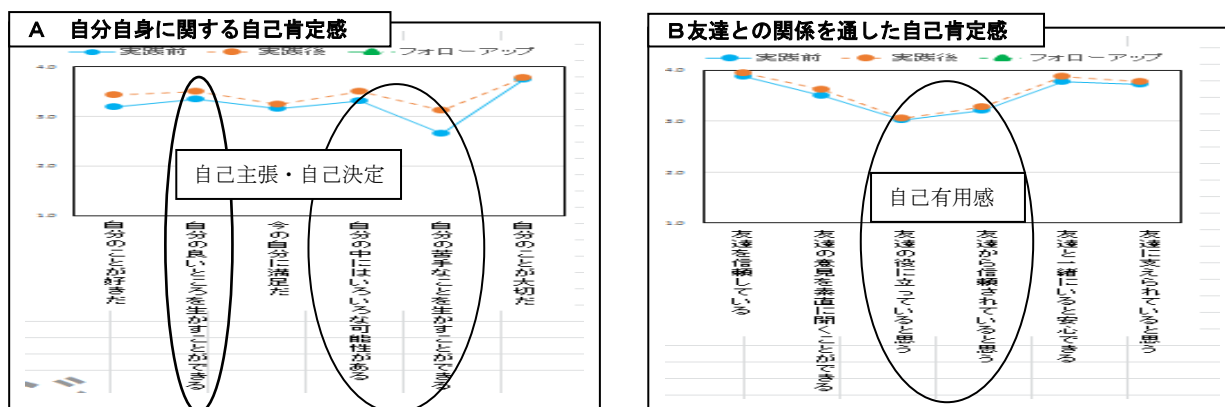 A 自分自身に関する自己肯定感
実践前 実践後 フォローアップ
4.0
3.0
2.0
1.0
自己主張・自己決定
自分のことが好きだ
自分の良いところを生かすことができる
今の自分に満足だ
自分の中にはいろいろな可能性がある
自分の苦手なことを生かすことができる
自分のことが大切だ
B友達との関係を通した自己肯定感
実践前 実践後 フォローアップ
4.0
3.0
2.0
1.0
自己有用感
友達を信頼している
友達の意見を素直に聞くことができる
友達の役に立っていると思う
友達から信頼されていると思う
友達と一緒にいると安心できる
友達に支えられていると思う